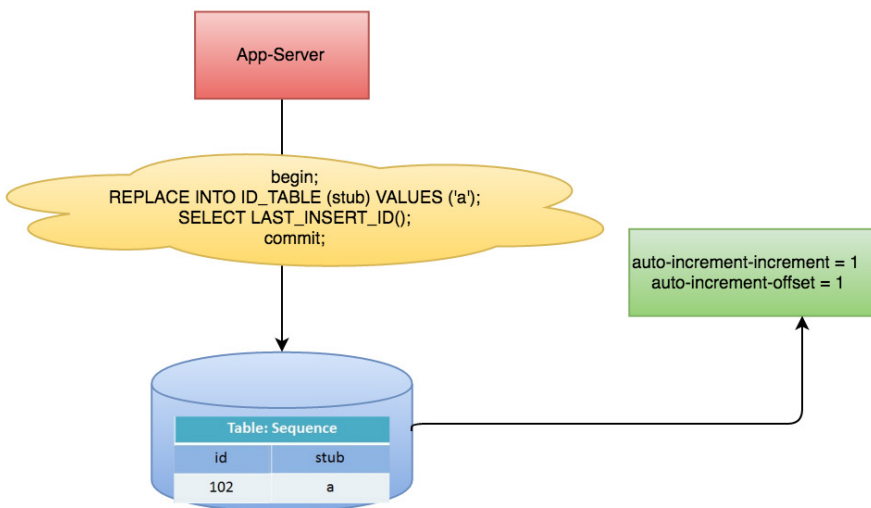 App-Server
begin;
REPLACE INTO ID_TABLE (stub) VALUES ('a');
SELECT LAST_INSERT_ID();
commit;
auto-increment-increment = 1
auto-increment-offset = 1
Table: Sequence
id stub
102 a